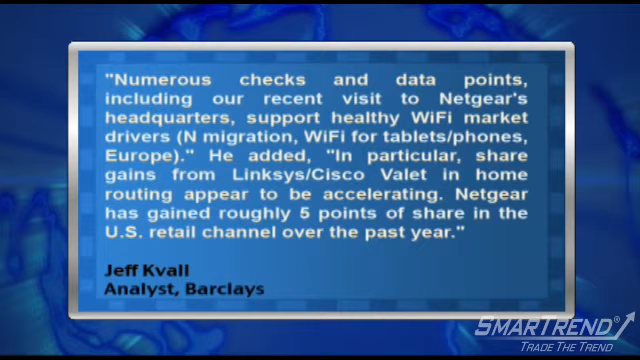 "Numerous checks and data points,
including our recent visit to Netgear's
headquarters, support healthy WiFi market
drivers (N migration, WiFi for tablets/phones,
Europe)." He added, "In particular, share
gains from Linksys/Cisco Valet in home
routing appear to be accelerating. Netgear
has gained roughly 5 points of share in the
U.S. retail channel over the past year."
Jeff Kvall
Analyst, Barclays
SMARTREND®
TRADE THE TREND